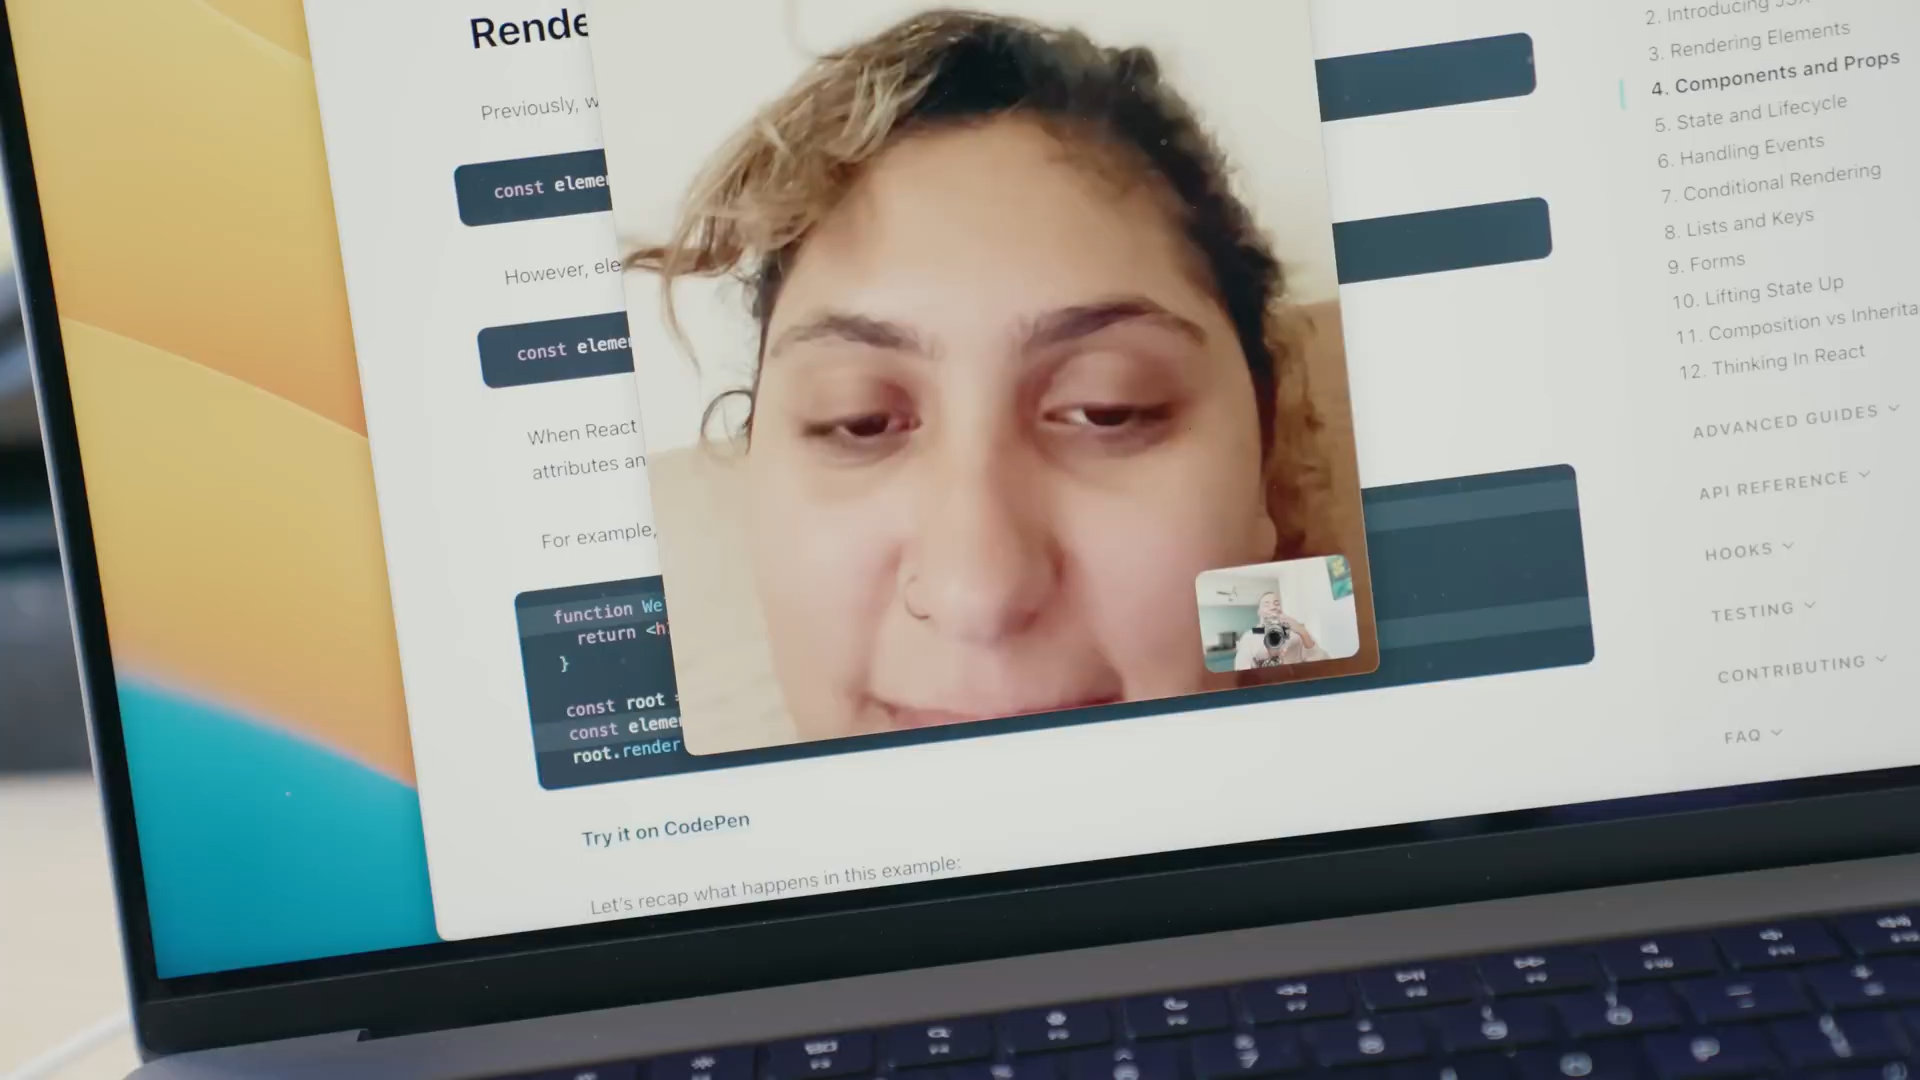 Rende
Previously, w
const elemen
However, ele
const elemen
When React
attributes an
For example,
function We
return <h
}
const root =
const elemen
root.render
Try it on CodePen
Let's recap what happens in this example:
2. Introducing JSX
3. Rendering Elements
4. Components and Props
5. State and Lifecycle
6. Handling Events
7. Conditional Rendering
8. Lists and Keys
9. Forms
10. Lifting State Up
11. Composition vs Inherita
12. Thinking In React
ADVANCED GUIDES
API REFERENCE
HOOKS
TESTING
CONTRIBUTING
FAQ